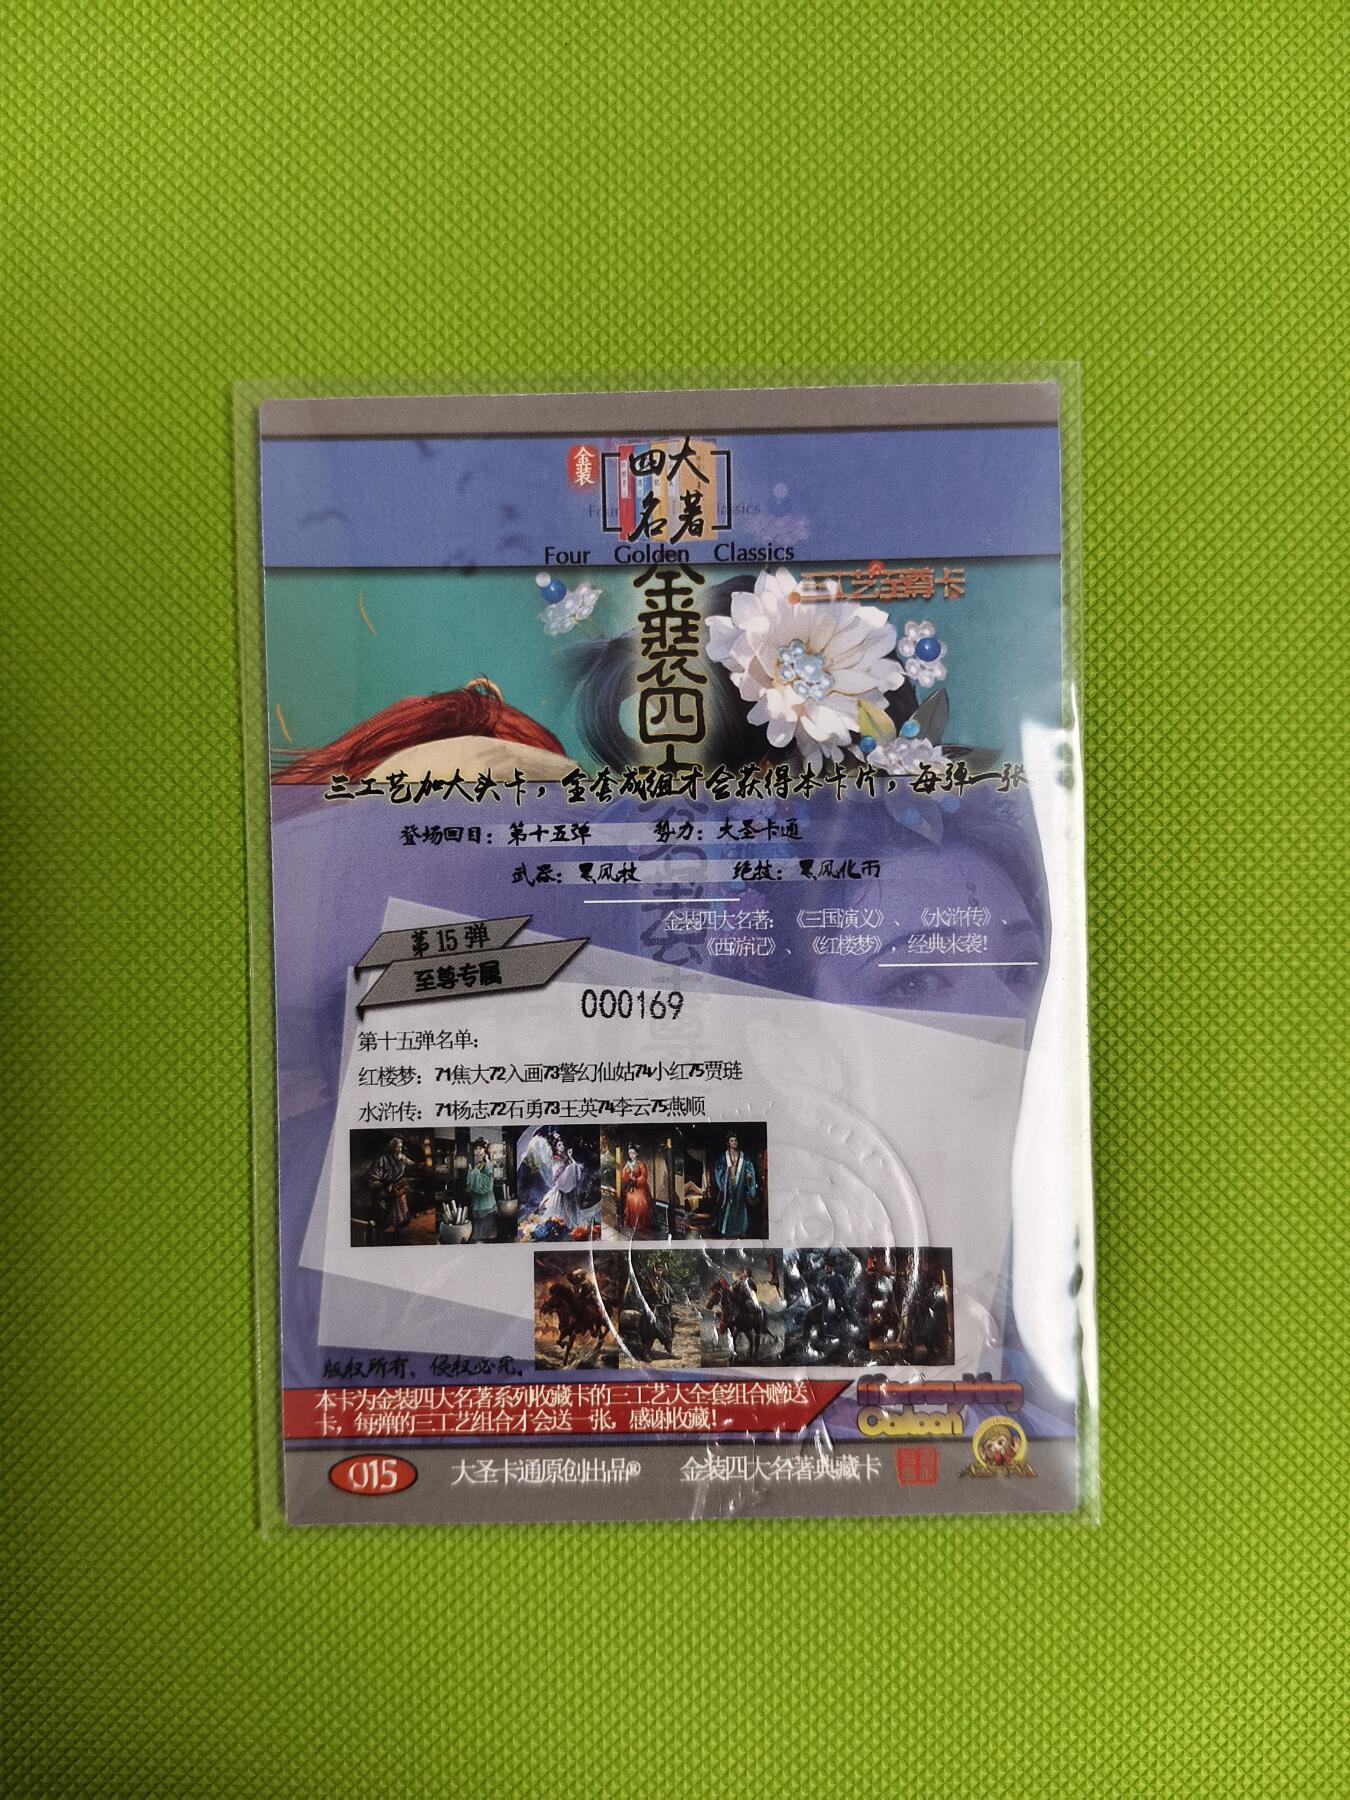 金装
四大
名著
Four Golden Classics
三工艺至尊卡
金装四大
三工艺加大头卡，全套成组才会获得本卡片，每弹一张
登场回目：第十五弹 势力：大圣卡通
武器：黑风杖 绝技：黑风化雨
金装四大名著：《三国演义》、《水浒传》、
《西游记》、《红楼梦》，经典来袭！
第15弹
至尊专属
000169
第十五弹名单：
红楼梦：71焦大72入画73警幻仙姑74小红75贾琏
水浒传：71杨志72石勇73王英74李云75燕顺
版权所有，侵权必究。
本卡为金装四大名著系列收藏卡的三工艺大全套组合赠送
卡，每弹的三工艺组合才会送一张，感谢收藏！
015
大圣卡通原创出品® 金装四大名著典藏卡